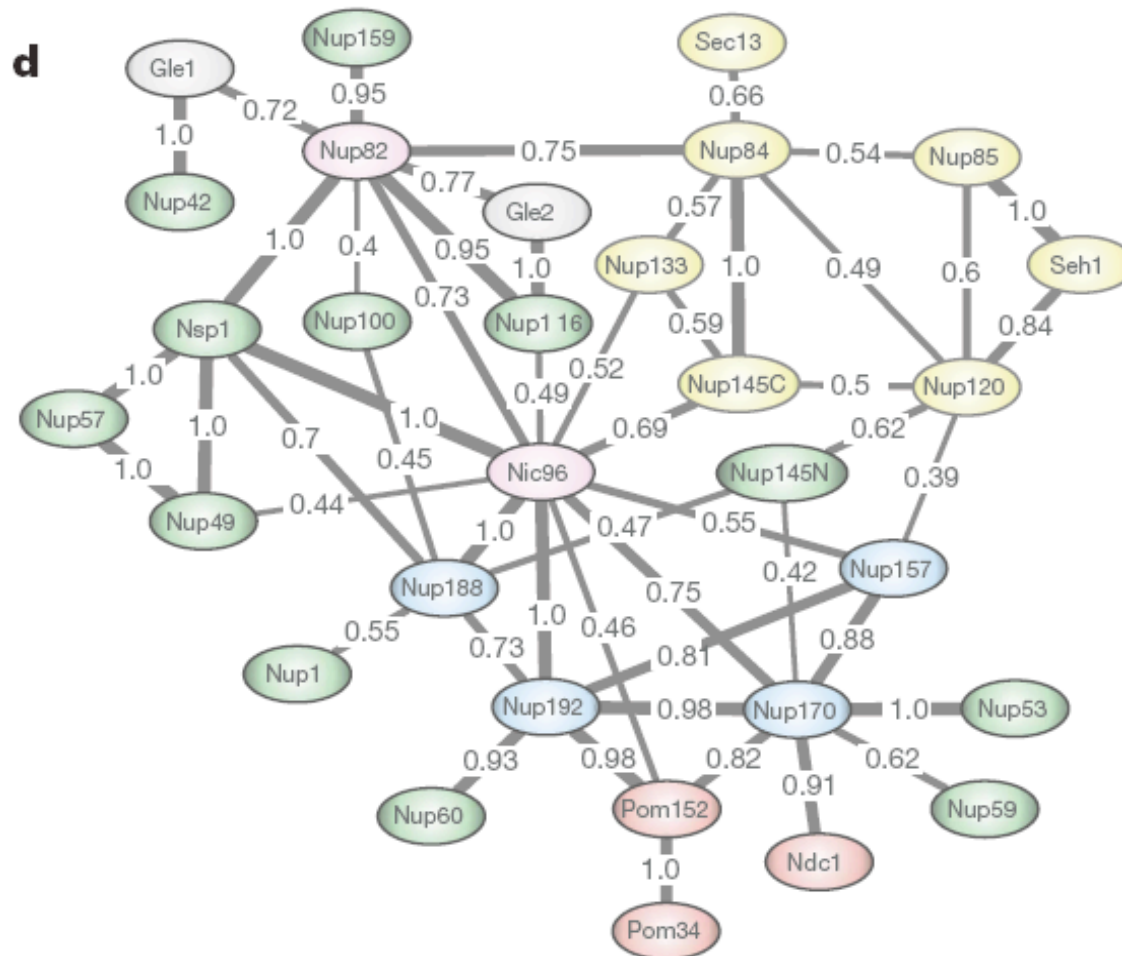 d
Nup159
Sec13
Gle1
0.95
0.66
0.72
1.0
Nup82
0.75
Nup84
0.54
Nup85
0.77
Nup42
Gle2
0.57
1.0
1.0
0.4
0.95
1.0
Nup133
1.0
0.49
0.6
Seh1
0.73
Nsp1
Nup100
Nup1 16
0.59
0.84
0.52
1.0
0.49
Nup145C
0.5
Nup120
Nup57
1.0
1.0
0.69
0.62
0.7
0.45
1.0
Nic96
Nup145N
0.39
0.44
Nup49
1.0
0.47
0.55
Nup188
0.42
Nup157
0.75
1.0
0.46
0.55
0.73
0.81
0.88
Nup1
Nup192
0.98
Nup170
1.0
Nup53
0.93
0.98
0.82
0.62
0.91
Nup60
Pom152
Nup59
Ndc1
1.0
Pom34